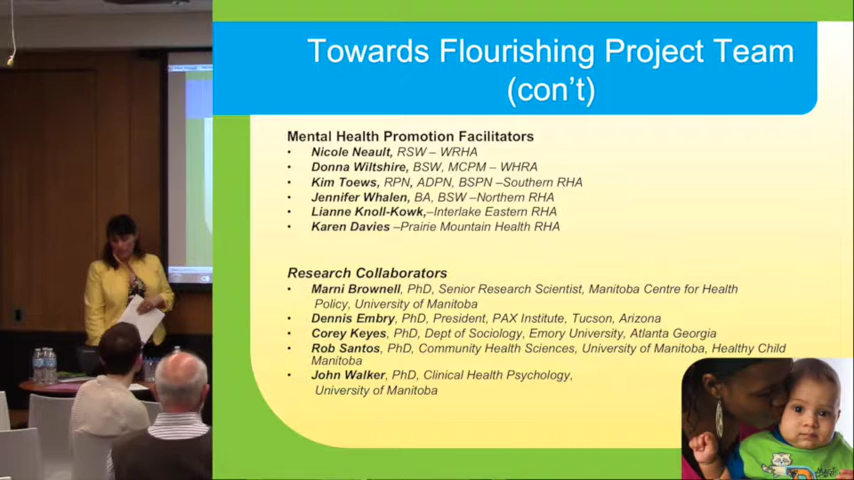 Towards Flourishing Project Team
(con't)
Mental Health Promotion Facilitators
• Nicole Neault, RSW – WRHA
• Donna Wiltshire, BSW, MCPM – WHRA
• Kim Toews, RPN, ADPN, BSPN –Southern RHA
• Jennifer Whalen, BA, BSW –Northern RHA
• Lianne Knoll-Kowk,–Interlake Eastern RHA
• Karen Davies –Prairie Mountain Health RHA
Research Collaborators
• Marni Brownell, PhD, Senior Research Scientist, Manitoba Centre for Health
Policy, University of Manitoba
• Dennis Embry, PhD, President, PAX Institute, Tucson, Arizona
• Corey Keyes, PhD, Dept of Sociology, Emory University, Atlanta Georgia
• Rob Santos, PhD, Community Health Sciences, University of Manitoba, Healthy Child
Manitoba
• John Walker, PhD, Clinical Health Psychology,
University of Manitoba